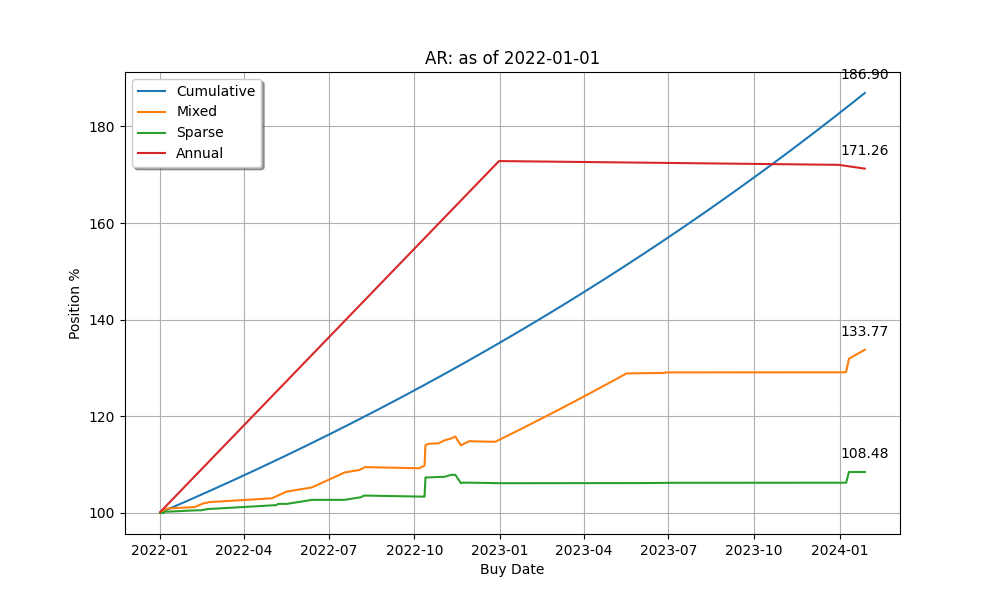 AR: as of 2022-01-01
Cumulative
Mixed
Sparse
Annual
186.90
171.26
133.77
108.48
180
160
140
120
100
Position %
2022-01 2022-04 2022-07 2022-10 2023-01 2023-04 2023-07 2023-10 2024-01
Buy Date